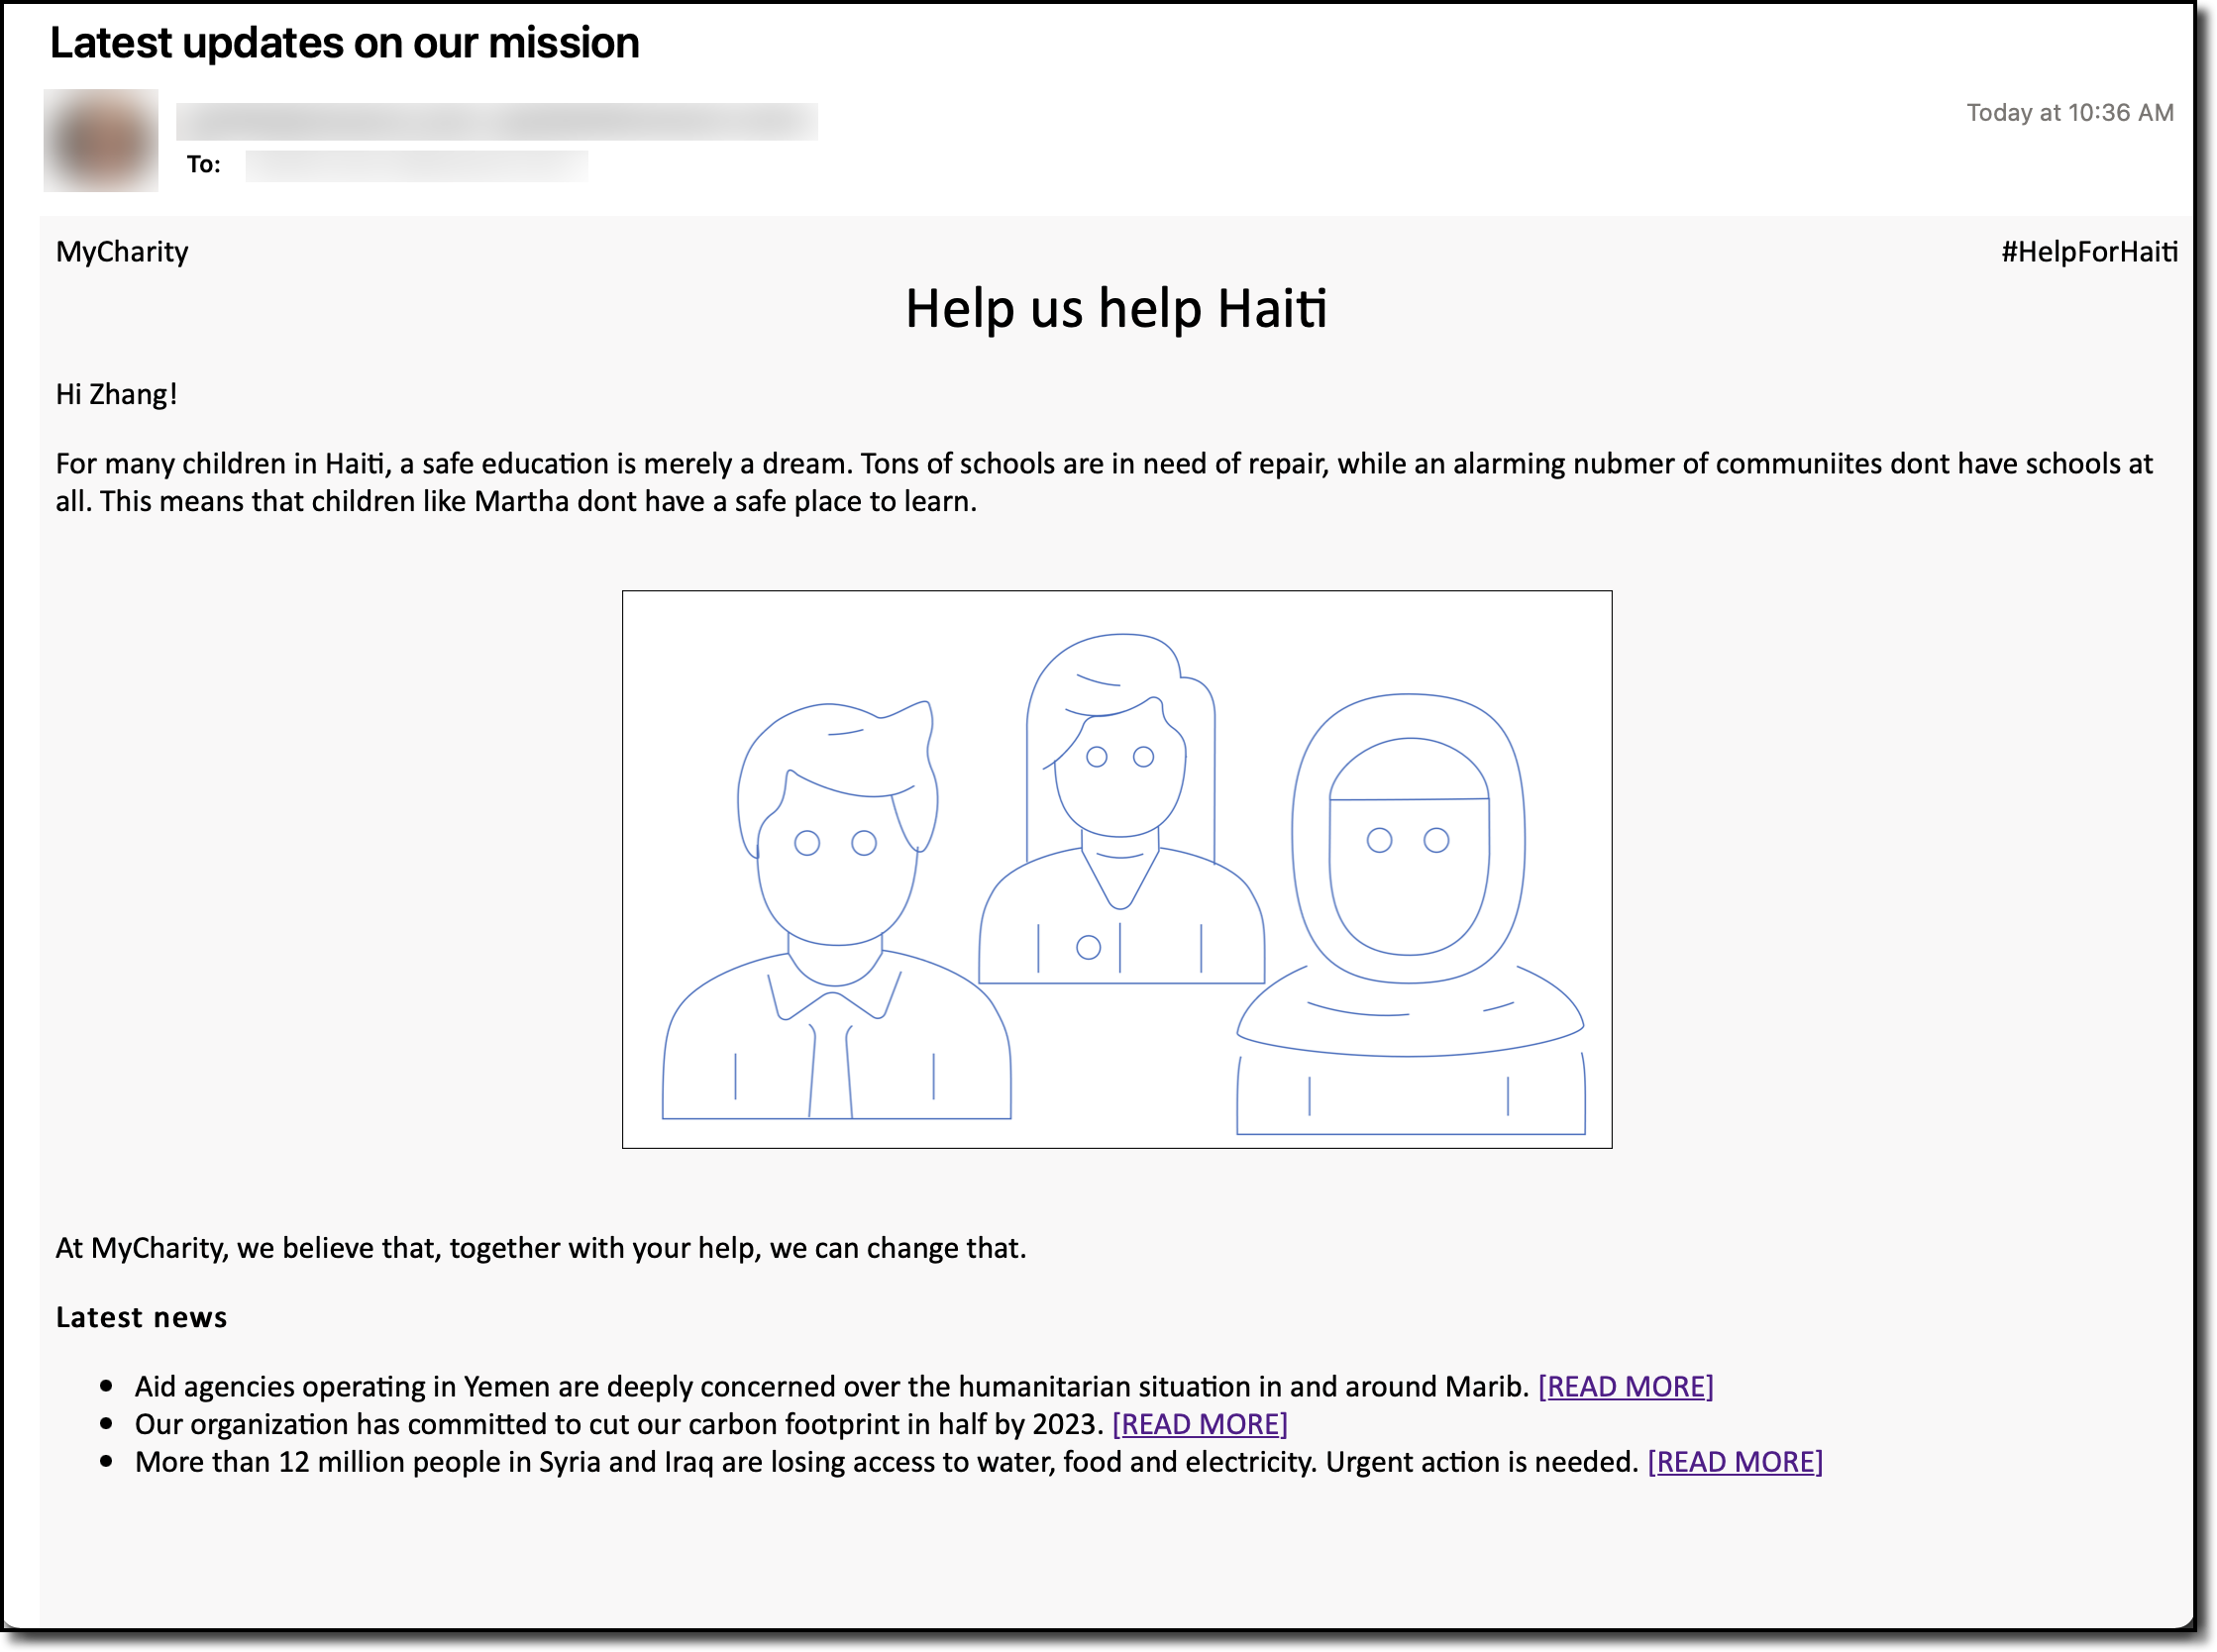 Latest updates on our mission
Today at 10:36 AM
To:
MyCharity
#HelpForHaiti
Help us help Haiti
Hi Zhang!
For many children in Haiti, a safe education is merely a dream. Tons of schools are in need of repair, while an alarming nubmer of communiites dont have schools at
all. This means that children like Martha dont have a safe place to learn.
At MyCharity, we believe that, together with your help, we can change that.
Latest news
• Aid agencies operating in Yemen are deeply concerned over the humanitarian situation in and around Marib. [READ MORE]
• Our organization has committed to cut our carbon footprint in half by 2023. [READ MORE]
• More than 12 million people in Syria and Iraq are losing access to water, food and electricity. Urgent action is needed. [READ MORE]